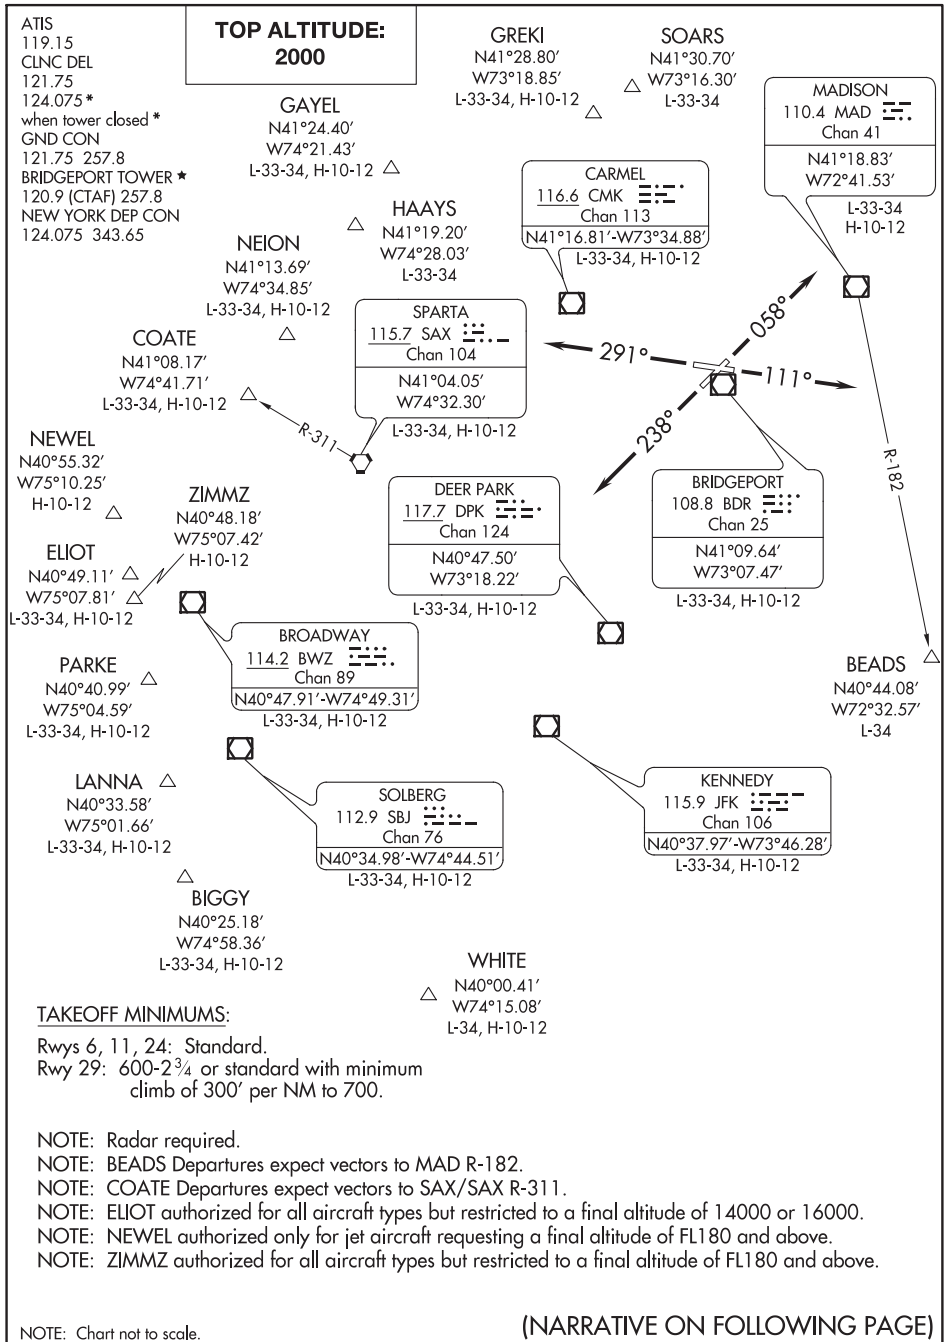 ATIS
119.15
CLNC DEL
121.75
124.075 *
when tower closed *
GND CON
121.75 257.8
BRIDGEPORT TOWER ★
120.9 (CTAF) 257.8
NEW YORK DEP CON
124.075 343.65
TOP ALTITUDE:
2000
GREKI
N41°28.80'
W73°18.85'
L-33-34, H-10-12
SOARS
N41°30.70'
W73°16.30'
L-33-34
MADISON
110.4 MAD
Chan 41
N41°18.83'
W72°41.53'
L-33-34
H-10-12
GAYEL
N41°24.40'
W74°21.43'
L-33-34, H-10-12
CARMEL
116.6 CMK
Chan 113
N41°16.81'-W73°34.88'
L-33-34, H-10-12
HAAYS
N41°19.20'
W74°28.03'
L-33-34
NEION
N41°13.69'
W74°34.85'
L-33-34, H-10-12
SPARTA
115.7 SAX
Chan 104
N41°04.05'
W74°32.30'
L-33-34, H-10-12
COATE
N41°08.17'
W74°41.71'
L-33-34, H-10-12
R-311
291°
058°
111°
238°
R-182
NEWEL
N40°55.32'
W75°10.25'
H-10-12
ZIMMZ
N40°48.18'
W75°07.42'
H-10-12
DEER PARK
117.7 DPK
Chan 124
N40°47.50'
W73°18.22'
L-33-34, H-10-12
BRIDGEPORT
108.8 BDR
Chan 25
N41°09.64'
W73°07.47'
L-33-34, H-10-12
ELIOT
N40°49.11'
W75°07.81'
L-33-34, H-10-12
BROADWAY
114.2 BWZ
Chan 89
N40°47.91'-W74°49.31'
L-33-34, H-10-12
PARKE
N40°40.99'
W75°04.59'
L-33-34, H-10-12
BEADS
N40°44.08'
W72°32.57'
L-34
LANNA
N40°33.58'
W75°01.66'
L-33-34, H-10-12
SOLBERG
112.9 SBJ
Chan 76
N40°34.98'-W74°44.51'
L-33-34, H-10-12
KENNEDY
115.9 JFK
Chan 106
N40°37.97'-W73°46.28'
L-33-34, H-10-12
BIGGY
N40°25.18'
W74°58.36'
L-33-34, H-10-12
WHITE
N40°00.41'
W74°15.08'
L-34, H-10-12
TAKEOFF MINIMUMS:
Rwys 6, 11, 24: Standard.
Rwy 29: 600-2¾ or standard with minimum
climb of 300' per NM to 700.
NOTE: Radar required.
NOTE: BEADS Departures expect vectors to MAD R-182.
NOTE: COATE Departures expect vectors to SAX/SAX R-311.
NOTE: ELIOT authorized for all aircraft types but restricted to a final altitude of 14000 or 16000.
NOTE: NEWEL authorized only for jet aircraft requesting a final altitude of FL180 and above.
NOTE: ZIMMZ authorized for all aircraft types but restricted to a final altitude of FL180 and above.
NOTE: Chart not to scale.
(NARRATIVE ON FOLLOWING PAGE)